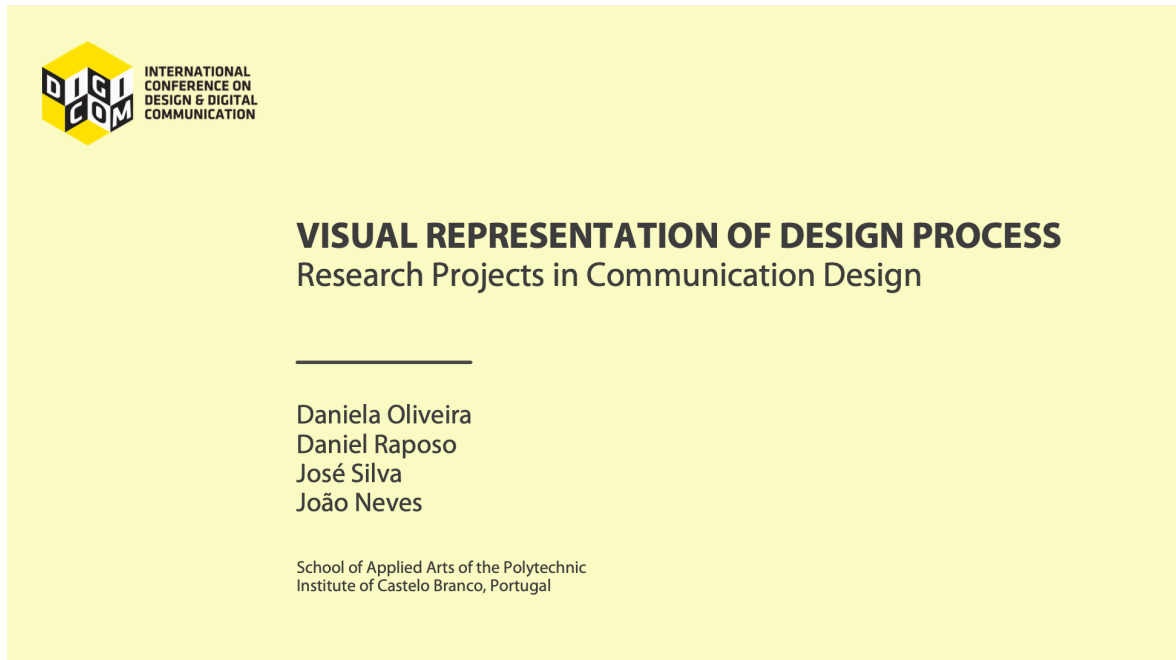 DIGI
COM
INTERNATIONAL
CONFERENCE ON
DESIGN & DIGITAL
COMMUNICATION
VISUAL REPRESENTATION OF DESIGN PROCESS
Research Projects in Communication Design
Daniela Oliveira
Daniel Raposo
José Silva
João Neves
School of Applied Arts of the Polytechnic
Institute of Castelo Branco, Portugal